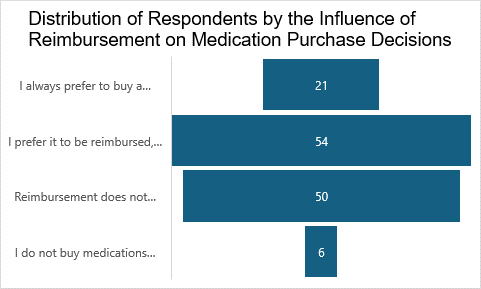 Distribution of Respondents by the Influence of
Reimbursement on Medication Purchase Decisions
I always prefer to buy a...
21
I prefer it to be reimbursed,...
54
Reimbursement does not...
50
I do not buy medications...
6